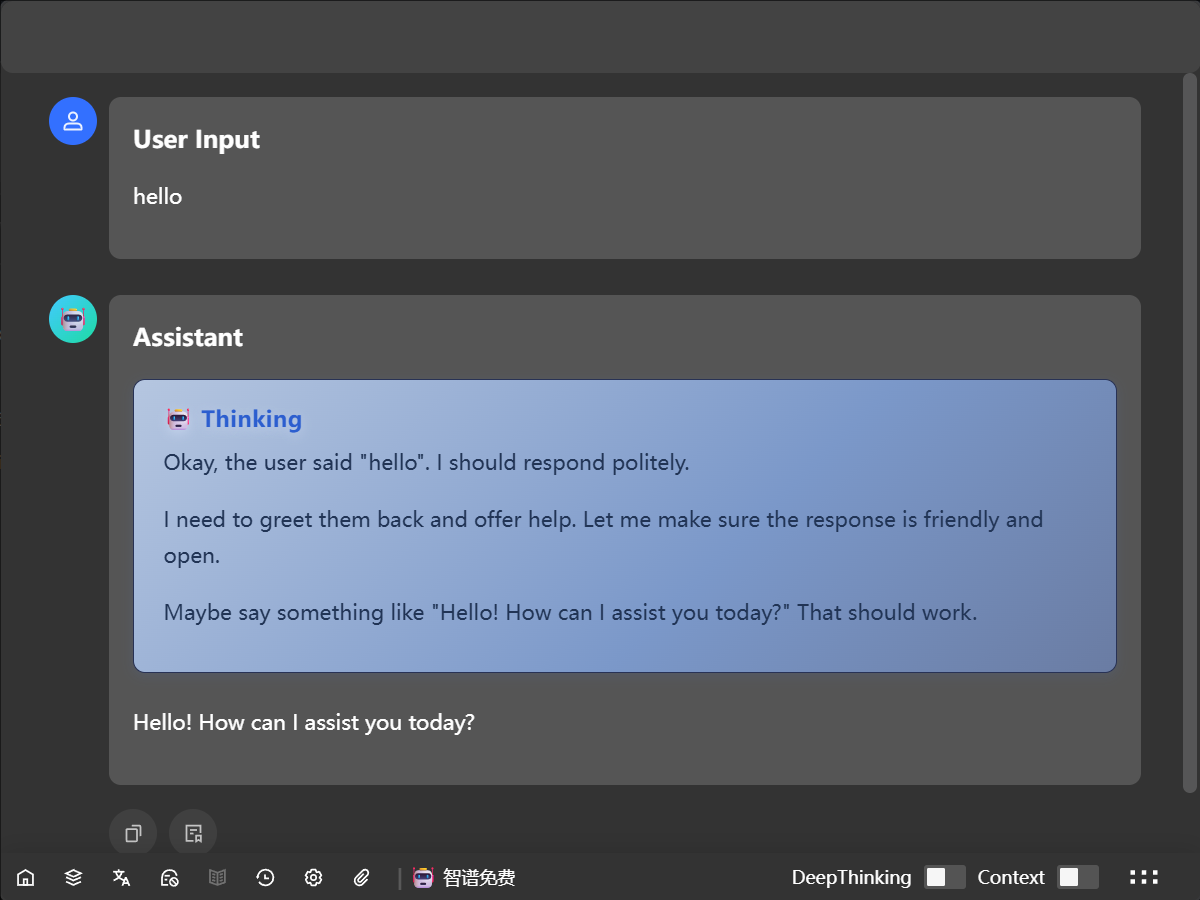 User Input
hello
Assistant
Thinking
Okay, the user said "hello". I should respond politely.
I need to greet them back and offer help. Let me make sure the response is friendly and
open.
Maybe say something like "Hello! How can I assist you today?" That should work.
Hello! How can I assist you today?
智谱免费
DeepThinking
Context